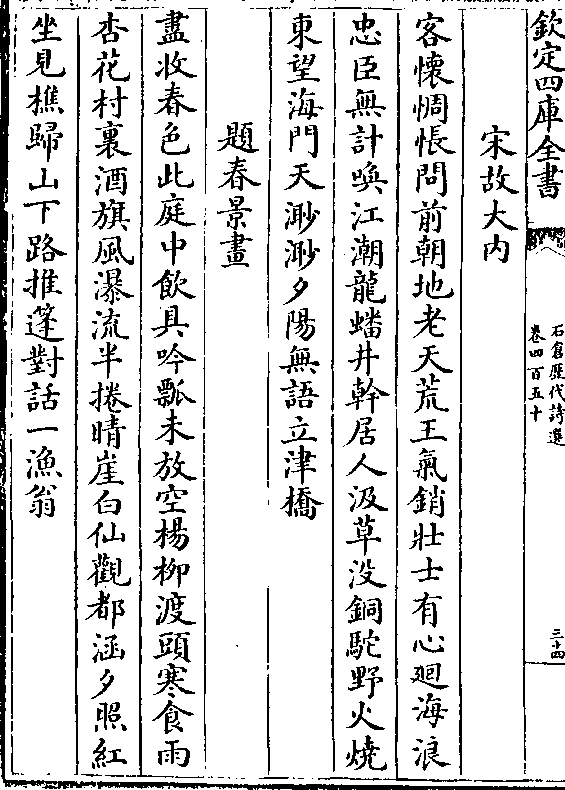 欽定四庫全書
石倉歷代詩選
卷四百五十
三十四
宋故大內
客懷惆悵問前朝地老天荒王氣銷壯士有心廻海浪
忠臣無計喚江潮龍蟠井幹居人汲草没銅駝野火燒
東望海門天渺渺夕陽無語立津橋
題春景畫
盡收春色此庭中飲具吟瓢未放空楊柳渡頭寒食雨
杏花村裏酒旗風瀑流半捲晴崖白仙觀都涵夕照紅
坐見樵歸山下路推蓬對話一漁翁